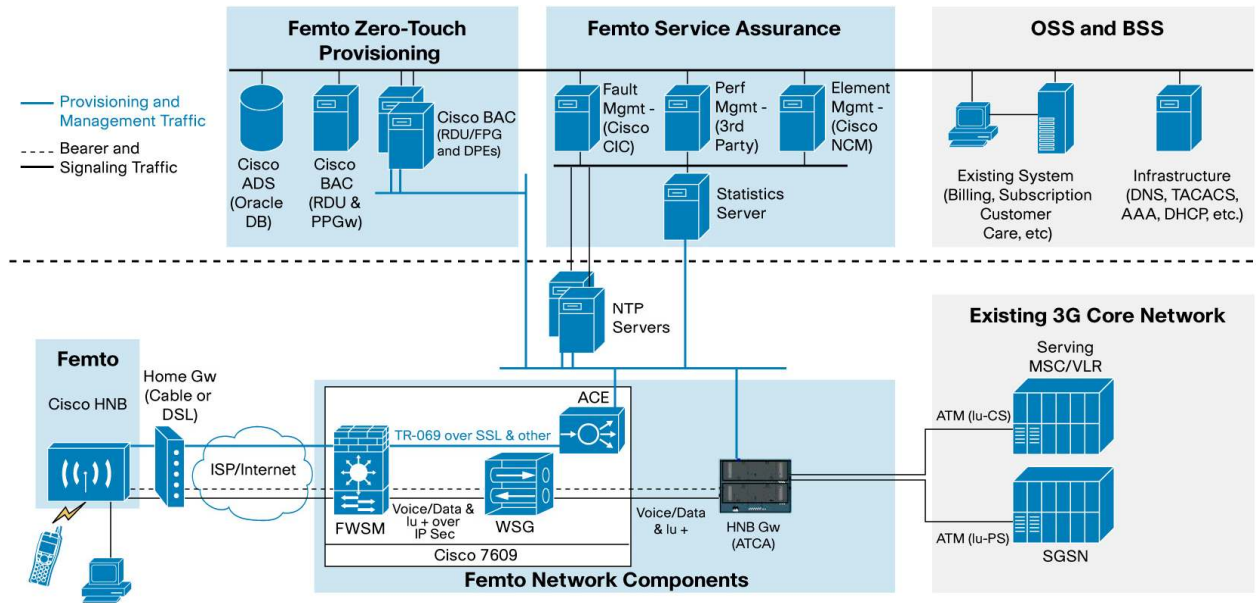 Femto Zero-Touch
Provisioning
Femto Service Assurance
OSS and BSS
Provisioning and
Management Traffic
Bearer and
Signaling Traffic
Cisco
ADS
(Oracle
DB)
Cisco
BAC
(RDU &
PPGw)
Cisco BAC
(RDU/FPG
and DPEs)
Fault
Mgmt -
(Cisco
CIC)
Perf
Mgmt -
(3rd
Party)
Element
Mgmt -
(Cisco
NCM)
Statistics
Server
Existing System
(Billing, Subscription
Customer
Care, etc)
Infrastructure
(DNS, TACACS,
AAA, DHCP, etc.)
NTP
Servers
Femto
Cisco HNB
Home Gw
(Cable or
DSL)
ISP/Internet
ACE
TR-069 over SSL & other
FWSM
Voice/Data &
Iu + over
IP Sec
WSG
Cisco 7609
Voice/Data
& Iu +
HNB Gw
(ATCA)
Femto Network Components
Existing 3G Core Network
Serving
MSC/VLR
ATM (Iu-CS)
ATM (Iu-PS)
SGSN